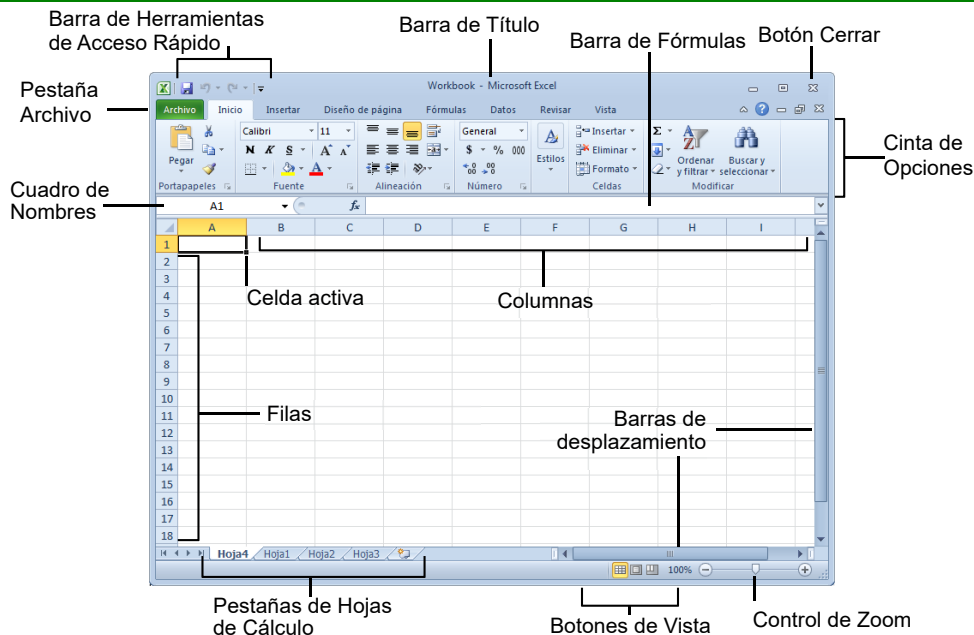 Barra de Herramientas
de Acceso Rápido
Barra de Título
Barra de Fórmulas
Botón Cerrar
Pestaña
Archivo
Workbook - Microsoft Excel
Archivo Inicio Insertar Diseño de página Fórmulas Datos Revisar Vista
Calibri 11 General Insertar Σ
Pegar N K S A A $ % 000 Estilos Eliminar Ordenar y filtrar Buscar y seleccionar
A Formato
Portapapeles Fuente Alineación Número Celdas Modificar
Cinta de
Opciones
Cuadro de
Nombres
A1 fx
A B C D E F G H I
1
2
3
4
5
6
7
8
9
10
11
12
13
14
15
16
17
18
Celda activa
Columnas
Filas
Barras de
desplazamiento
Hoja4 Hoja1 Hoja2 Hoja3
100%
Pestañas de Hojas
de Cálculo
Botones de Vista
Control de Zoom